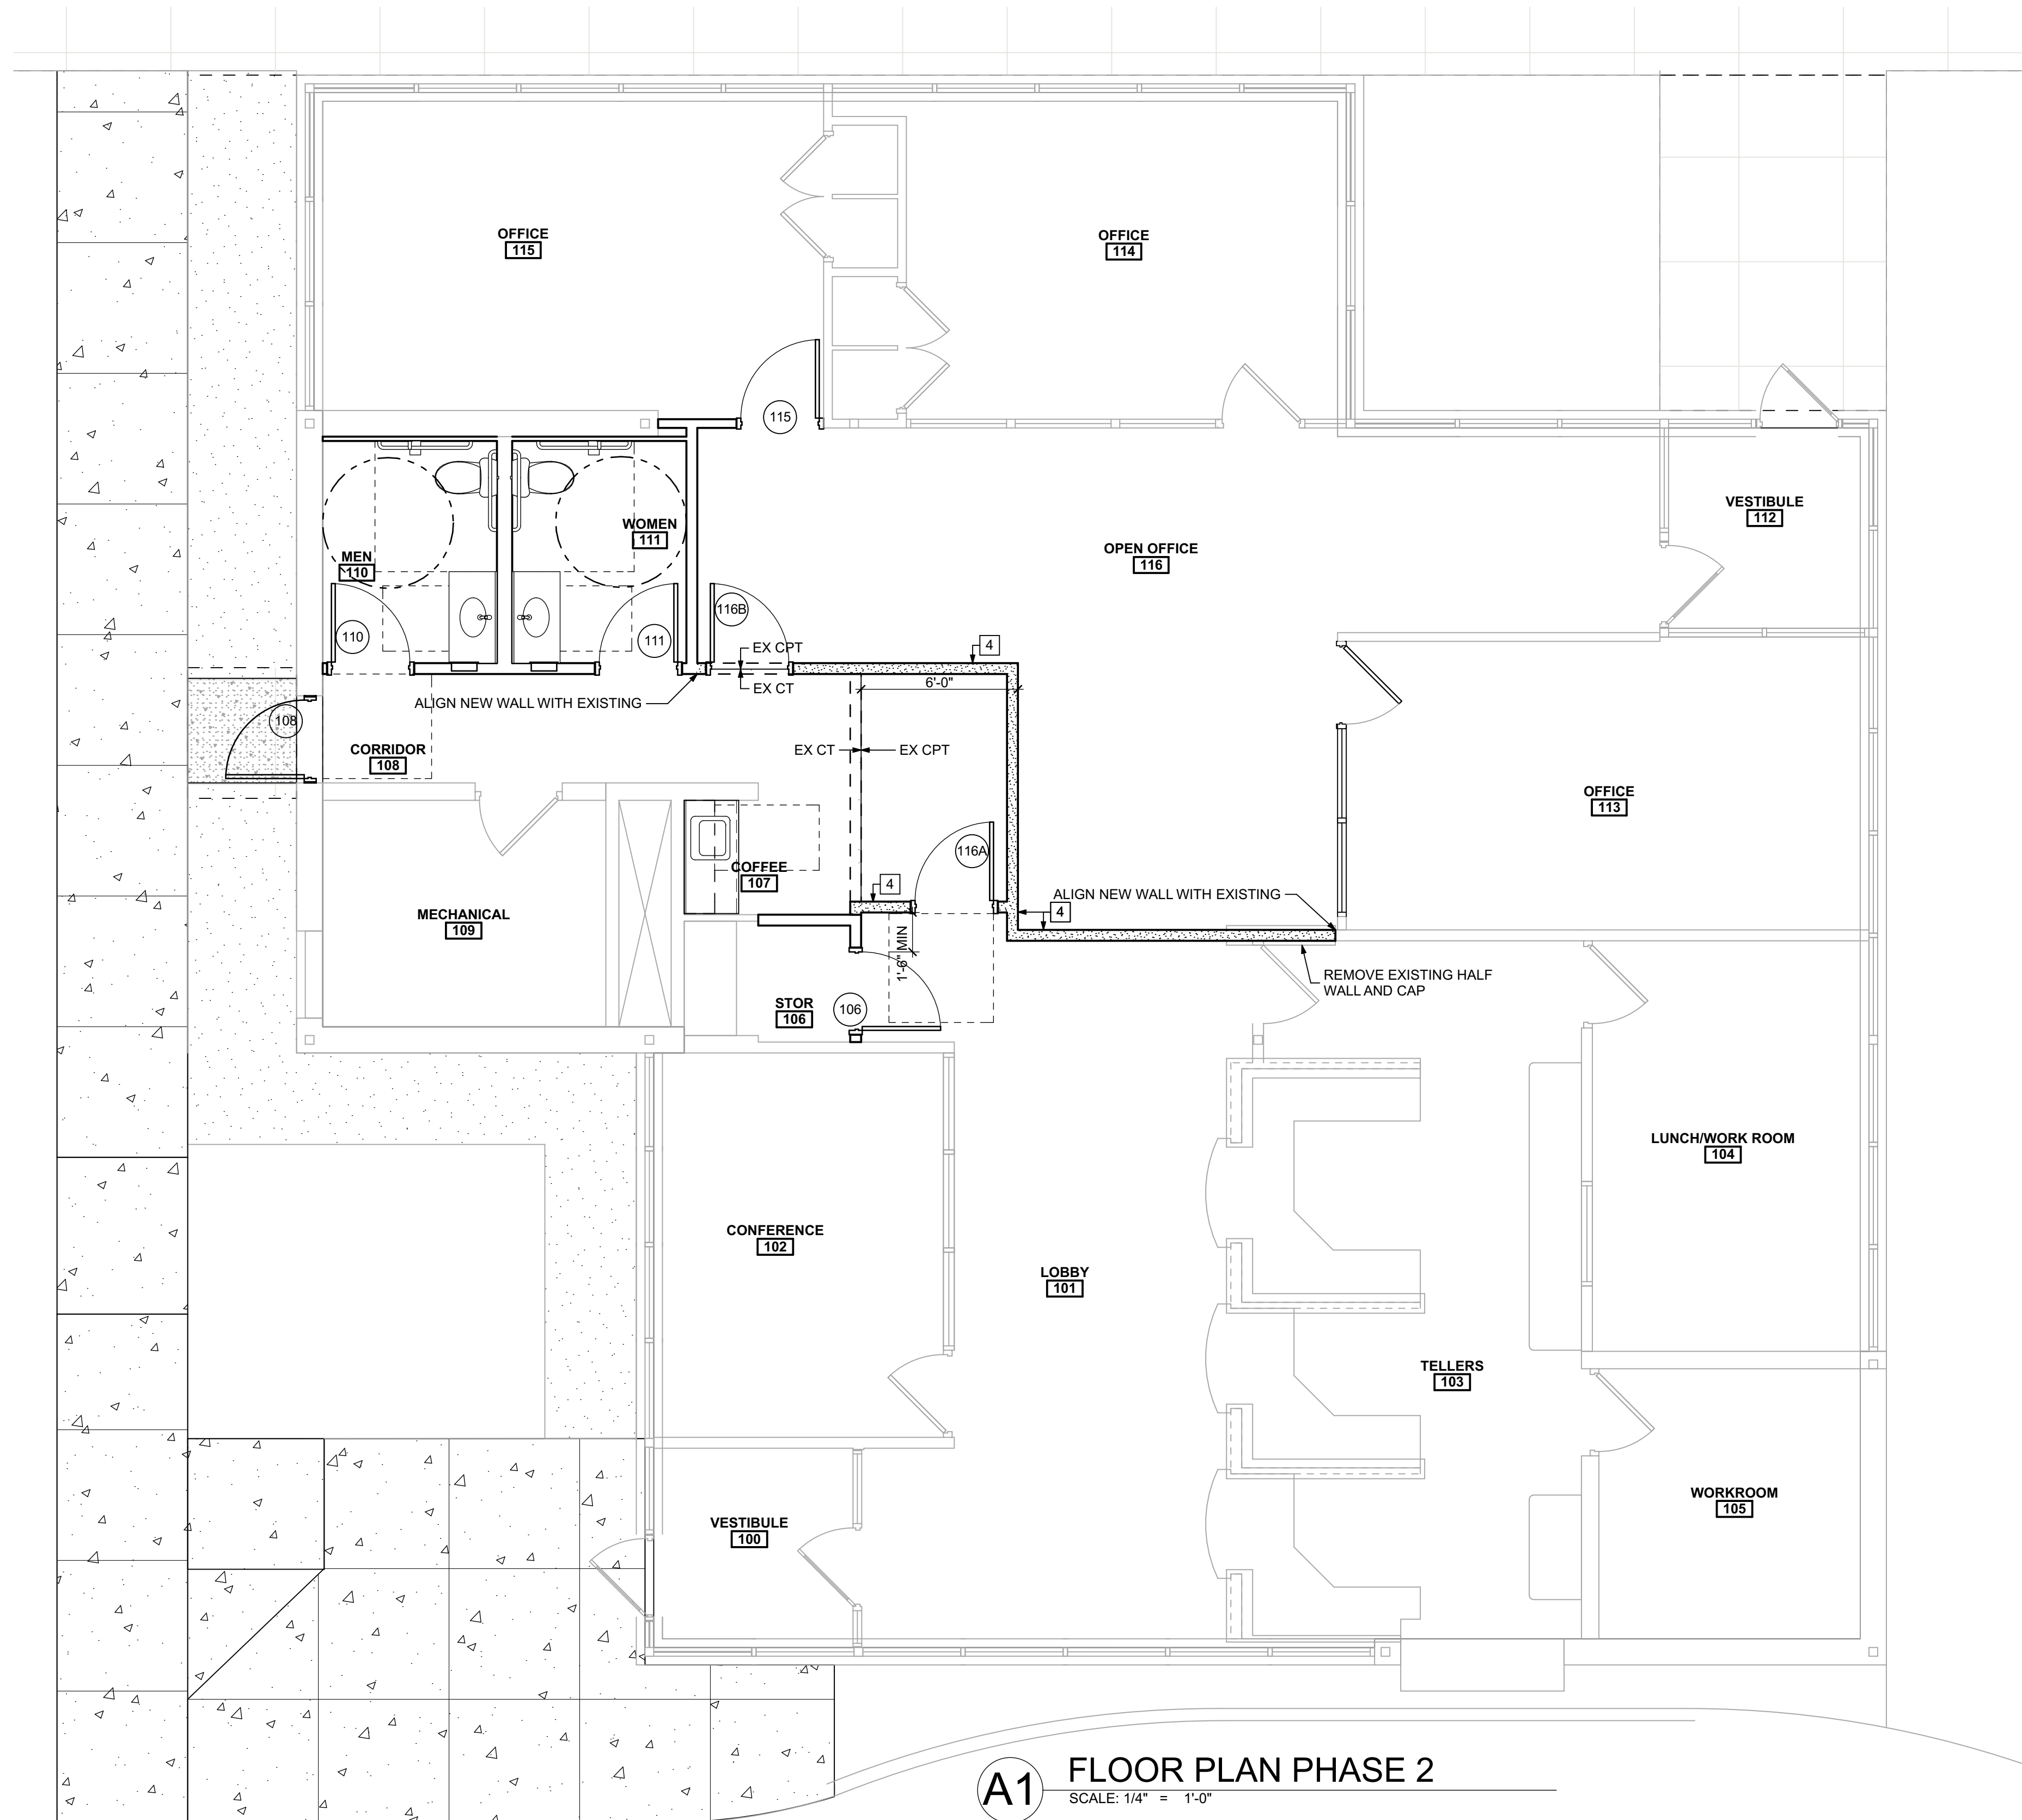 OFFICE
115
OFFICE
114
115
VESTIBULE
112
WOMEN
111
MEN
110
OPEN OFFICE
116
116B
110
111
EX CPT
4
EX CT
6'-0"
ALIGN NEW WALL WITH EXISTING
108
CORRIDOR
108
EX CT
EX CPT
OFFICE
113
116A
COFFEE
107
4
ALIGN NEW WALL WITH EXISTING
4
MECHANICAL
109
1'-6" MIN
REMOVE EXISTING HALF
WALL AND CAP
STOR
106
106
LUNCH/WORK ROOM
104
CONFERENCE
102
LOBBY
101
TELLERS
103
WORKROOM
105
VESTIBULE
100
A1
FLOOR PLAN PHASE 2
SCALE: 1/4" = 1'-0"